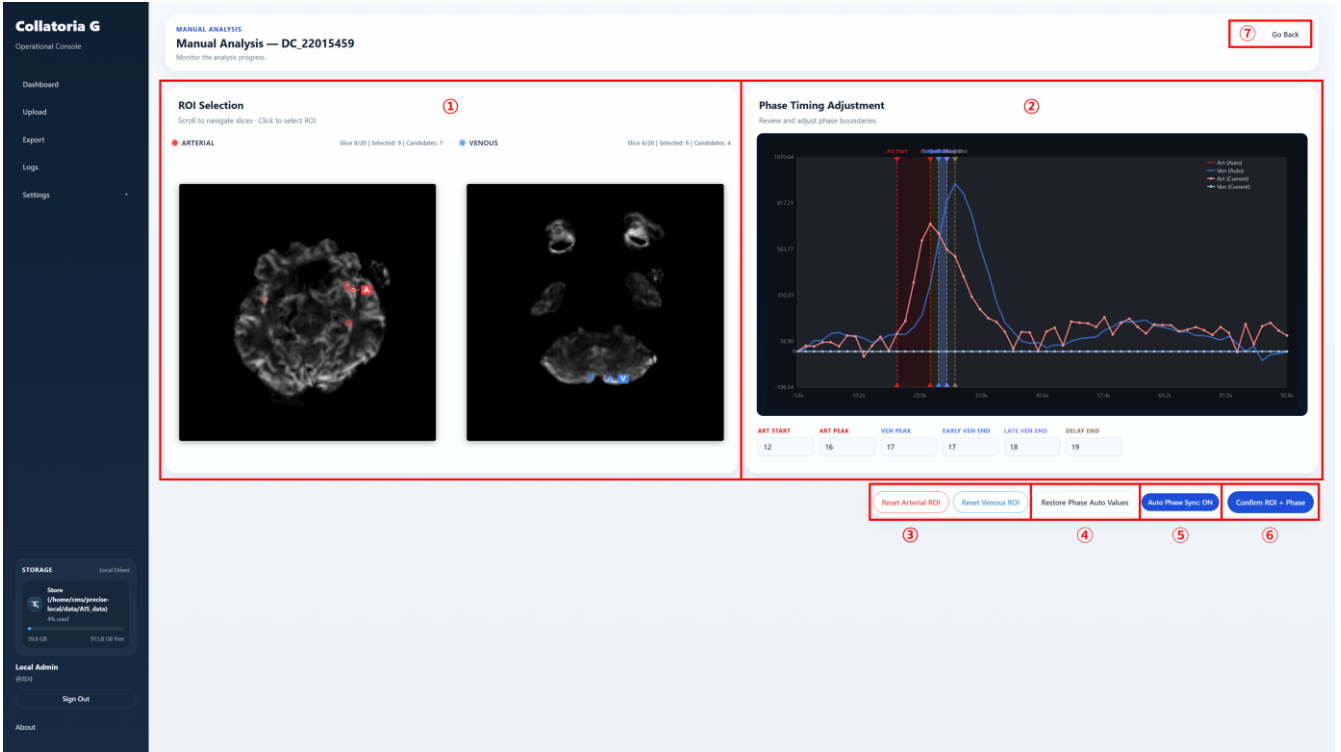 Collatoria G
Operational Console
Dashboard
Upload
Export
Logs
Settings
STORAGE Local Drives
Store
(/home/cms/precise-
local/data/AIS_data)
4% used
39.8 GB 915.8 GB free
Local Admin
관리자
Sign Out
About
MANUAL ANALYSIS
Manual Analysis — DC_22015459
Monitor the analysis progress.
⑦ Go Back
ROI Selection ①
Scroll to navigate slices · Click to select ROI
ARTERIAL Slice 9/20 | Selected: 9 | Candidates: 7
VENOUS Slice 6/20 | Selected: 6 | Candidates: 4
A
V
Phase Timing Adjustment ②
Review and adjust phase boundaries.
Art Start
Art (Auto)
Ven (Auto)
Art (Current)
Ven (Current)
1070.64
817.21
563.77
310.33
56.90
0
-196.54
-1.6s 10.2s 22.0s 33.8s 45.6s 57.4s 69.2s 81.0s 92.8s
ART START ART PEAK VEN PEAK EARLY VEN END LATE VEN END DELAY END
12 16 17 17 18 19
Reset Arterial ROI Reset Venous ROI Restore Phase Auto Values Auto Phase Sync: ON Confirm ROI + Phase
③ ④ ⑤ ⑥